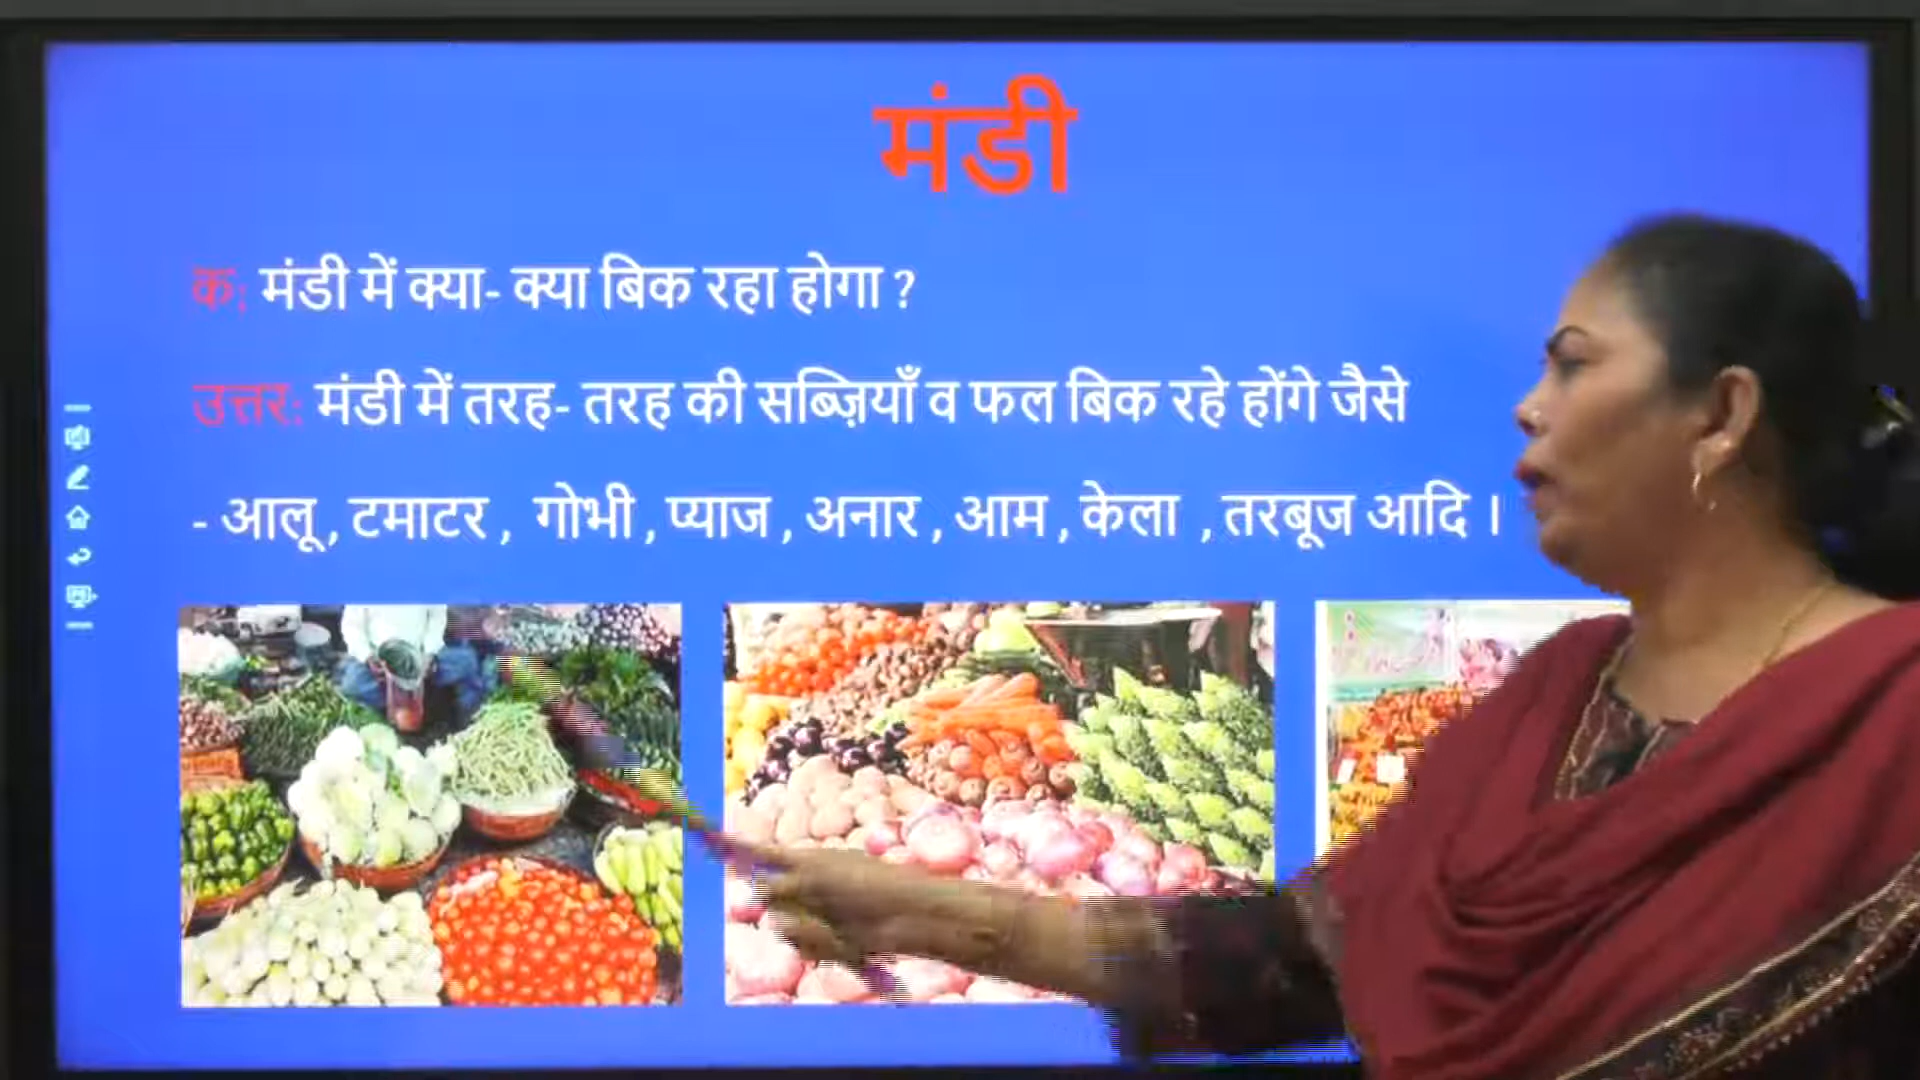 मंडी
क; मंडी में क्या- क्या बिक रहा होगा ?
उत्तर: मंडी में तरह- तरह की सब्ज़ियाँ व फल बिक रहे होंगे जैसे
- आलू , टमाटर , गोभी , प्याज , अनार , आम , केला , तरबूज आदि ।